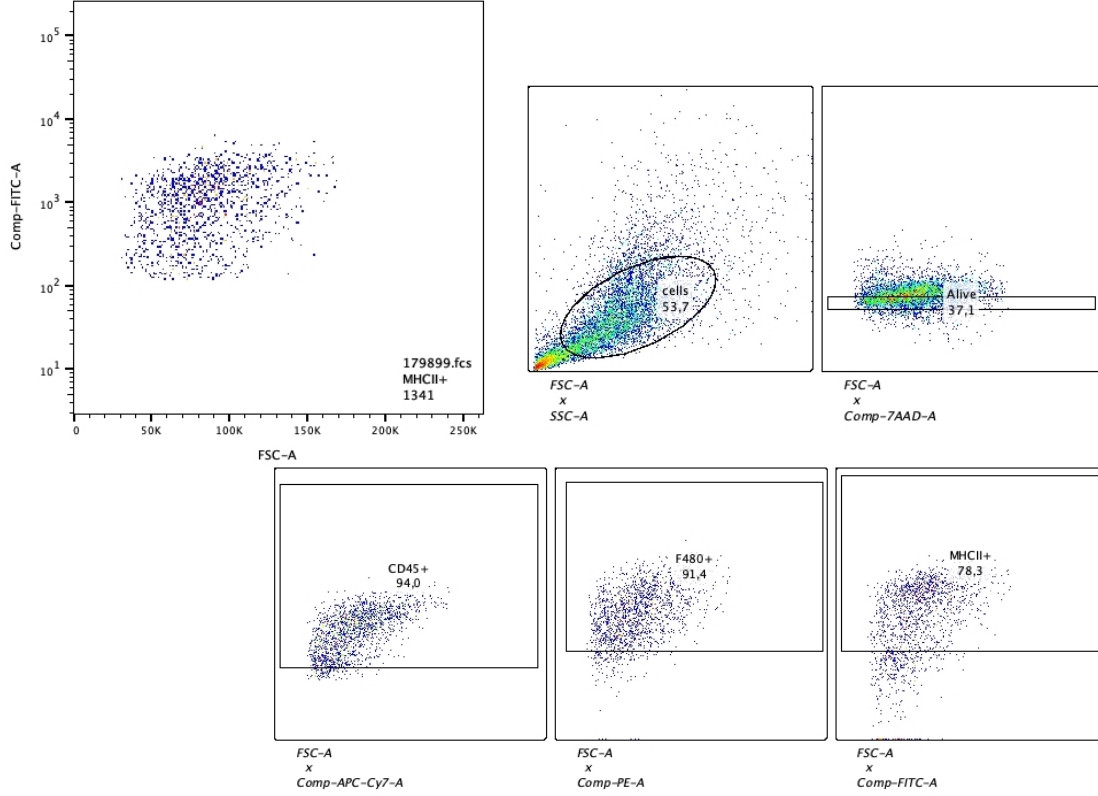 10⁵
10⁴
10³
10²
10¹
Comp-FITC-A
179899.fcs
MHCII+
1341
0 50K 100K 150K 200K 250K
FSC-A
cells
53,7
FSC-A
x
SSC-A
Alive
37,1
FSC-A
x
Comp-7AAD-A
CD45+
94,0
FSC-A
x
Comp-APC-Cy7-A
F480+
91,4
FSC-A
x
Comp-PE-A
MHCII+
78,3
FSC-A
x
Comp-FITC-A